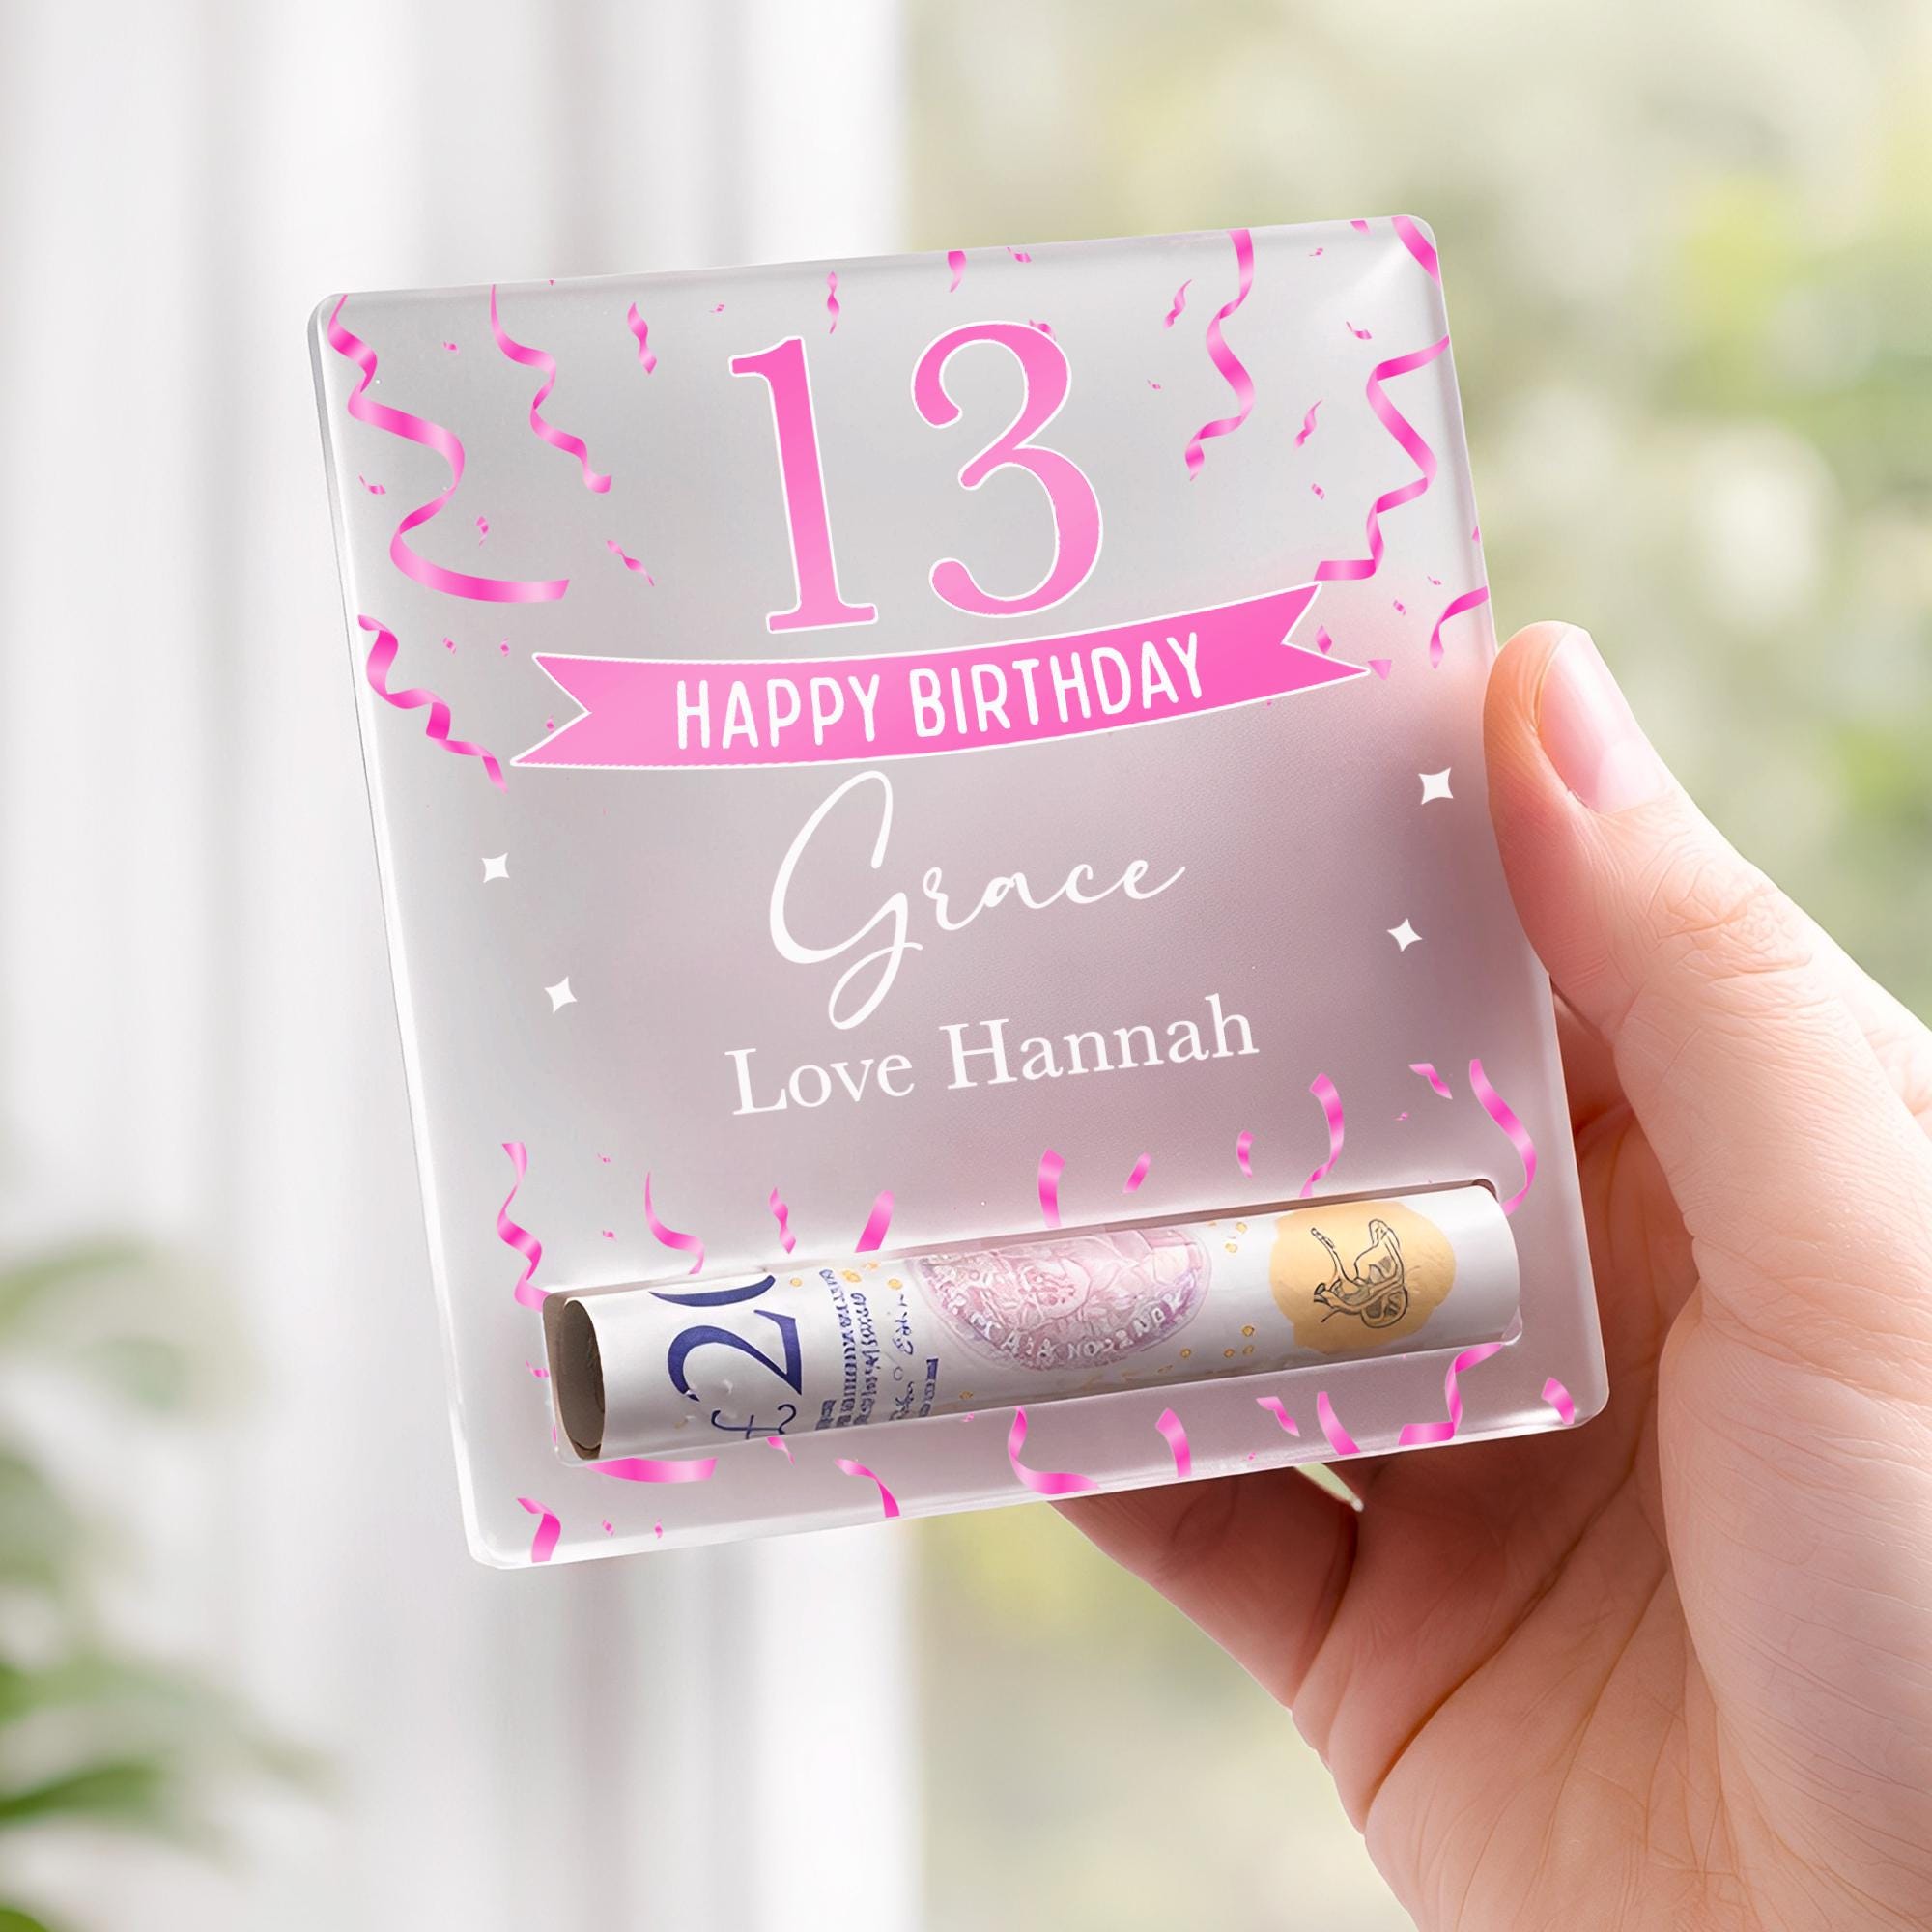 13
HAPPY BIRTHDAY
Grace
Love Hannah
£20